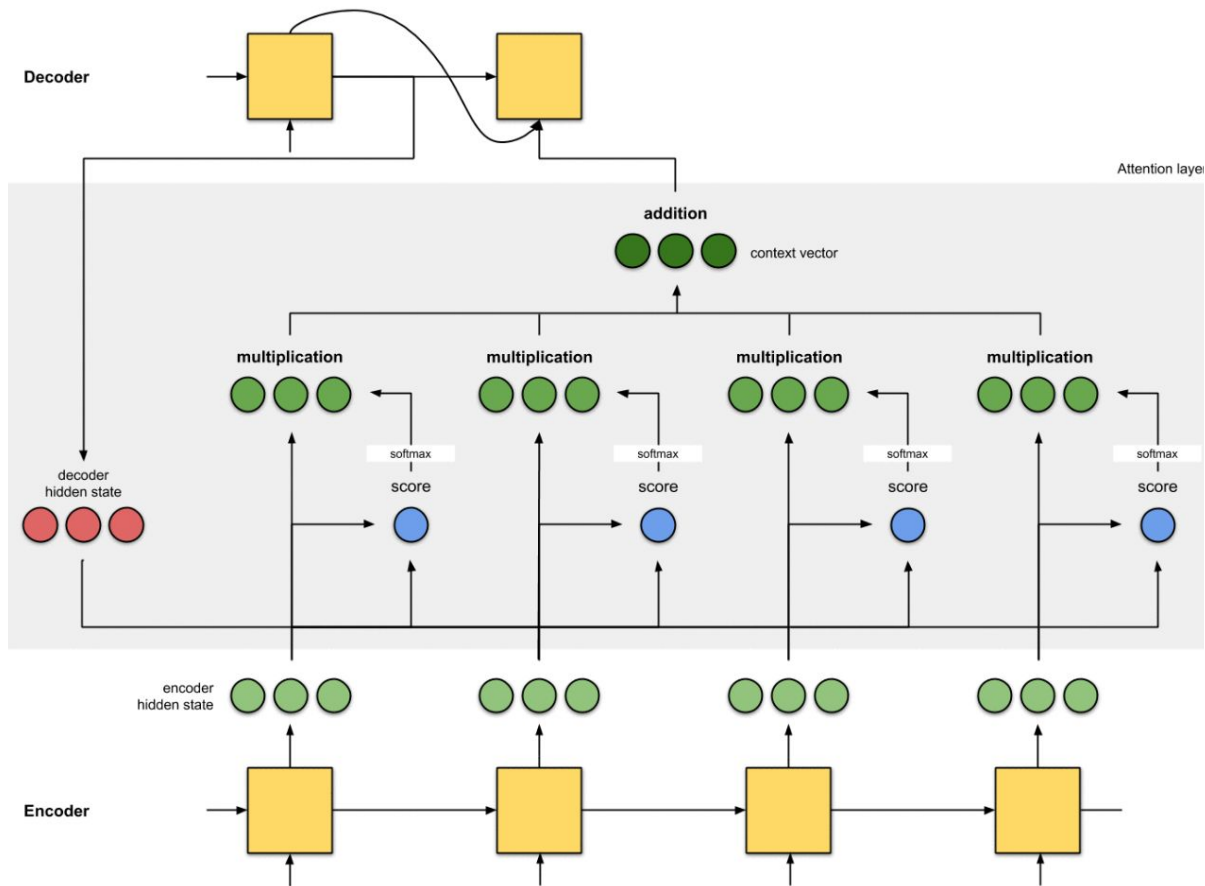 Decoder
Attention layer
addition
context vector
multiplication
multiplication
multiplication
multiplication
softmax
softmax
softmax
softmax
decoder
hidden state
score
score
score
score
encoder
hidden state
Encoder